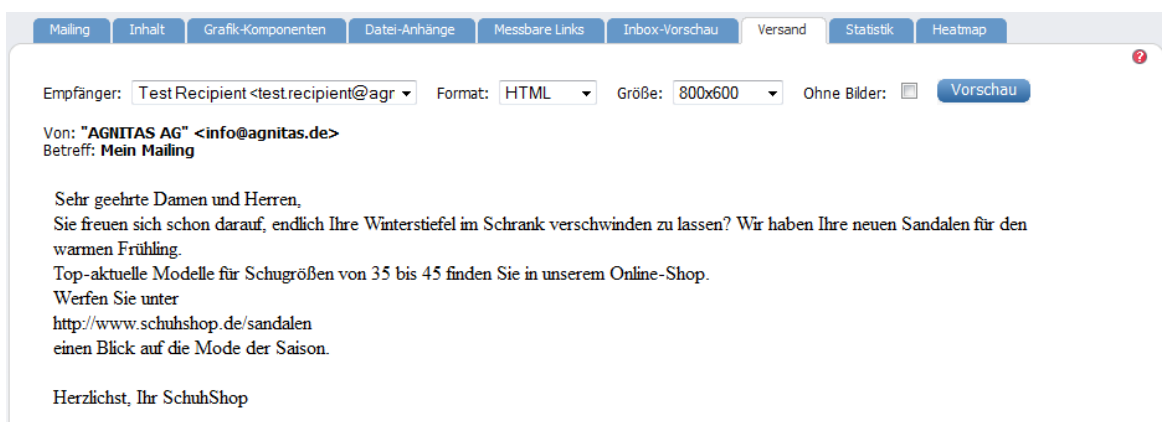 Mailing Inhalt Grafik-Komponenten Datei-Anhänge Messbare Links Inbox-Vorschau Versand Statistik Heatmap
?
Empfänger: Test Recipient <test.recipient@agr Format: HTML Größe: 800x600 Ohne Bilder: Vorschau
Von: "AGNITAS AG" <info@agnitas.de>
Betreff: Mein Mailing
Sehr geehrte Damen und Herren,
Sie freuen sich schon darauf, endlich Ihre Winterstiefel im Schrank verschwinden zu lassen? Wir haben Ihre neuen Sandalen für den
warmen Frühling.
Top-aktuelle Modelle für Schugrößen von 35 bis 45 finden Sie in unserem Online-Shop.
Werfen Sie unter
http://www.schuhshop.de/sandalen
einen Blick auf die Mode der Saison.
Herzlichst, Ihr SchuhShop